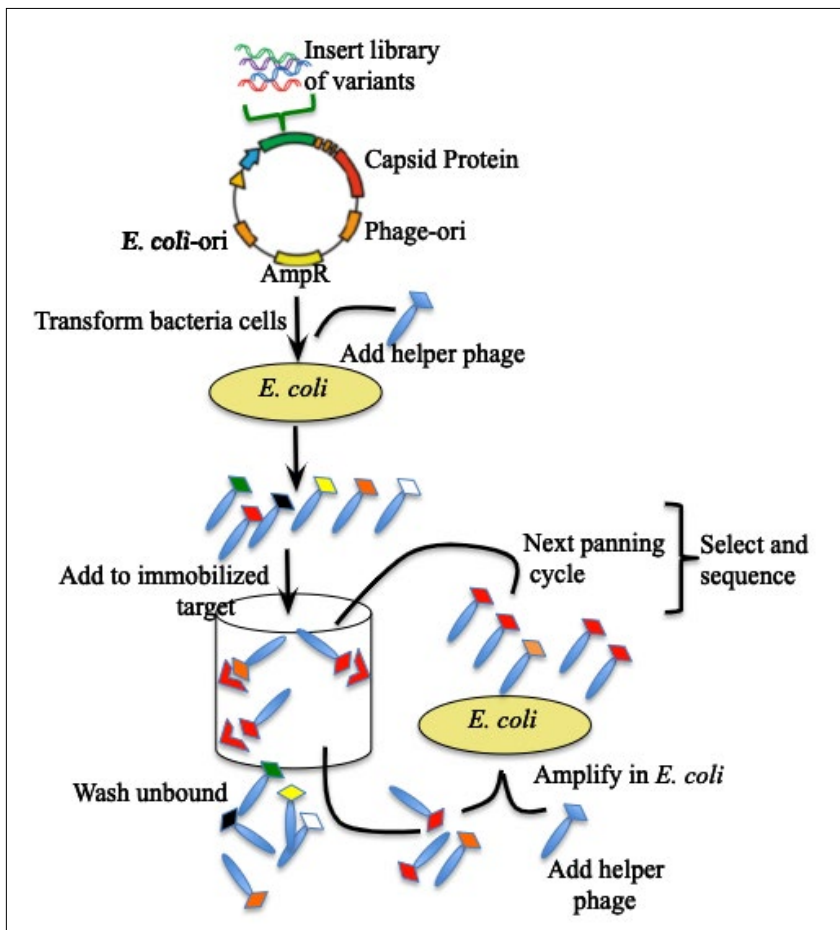 Insert library
of variants
Capsid Protein
E. coli-ori
Phage-ori
AmpR
Transform bacteria cells
Add helper phage
E. coli
Add to immobilized
target
Next panning
cycle
Select and
sequence
E. coli
Wash unbound
Amplify in E. coli
Add helper
phage